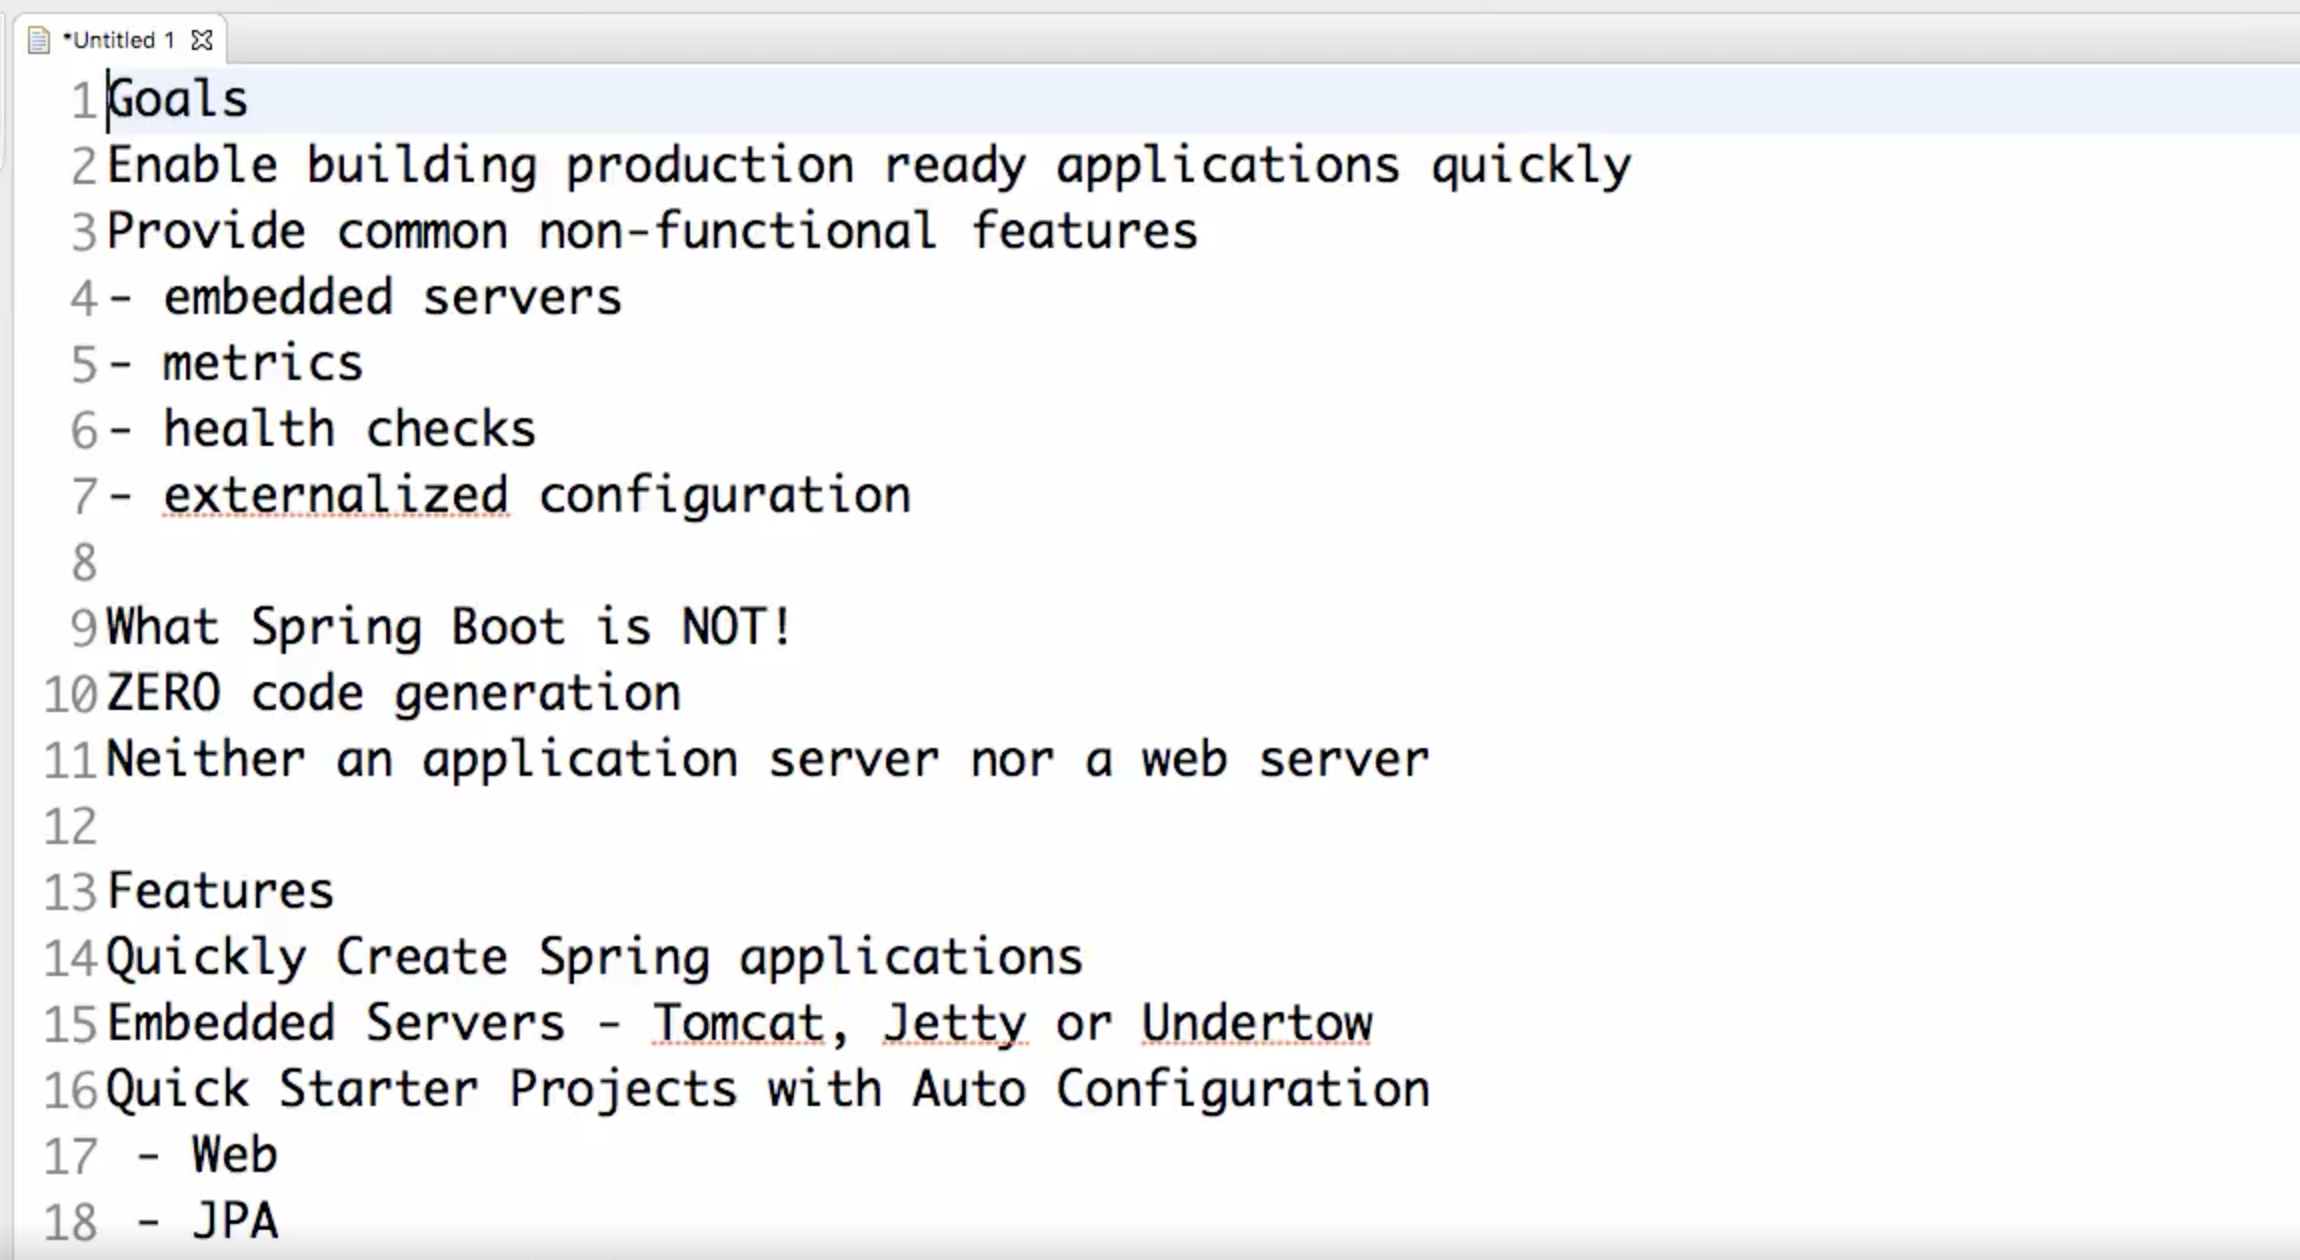 *Untitled 1
1 Goals
2 Enable building production ready applications quickly
3 Provide common non-functional features
4 - embedded servers
5 - metrics
6 - health checks
7 - externalized configuration
8
9 What Spring Boot is NOT!
10 ZERO code generation
11 Neither an application server nor a web server
12
13 Features
14 Quickly Create Spring applications
15 Embedded Servers - Tomcat, Jetty or Undertow
16 Quick Starter Projects with Auto Configuration
17  - Web
18  - JPA